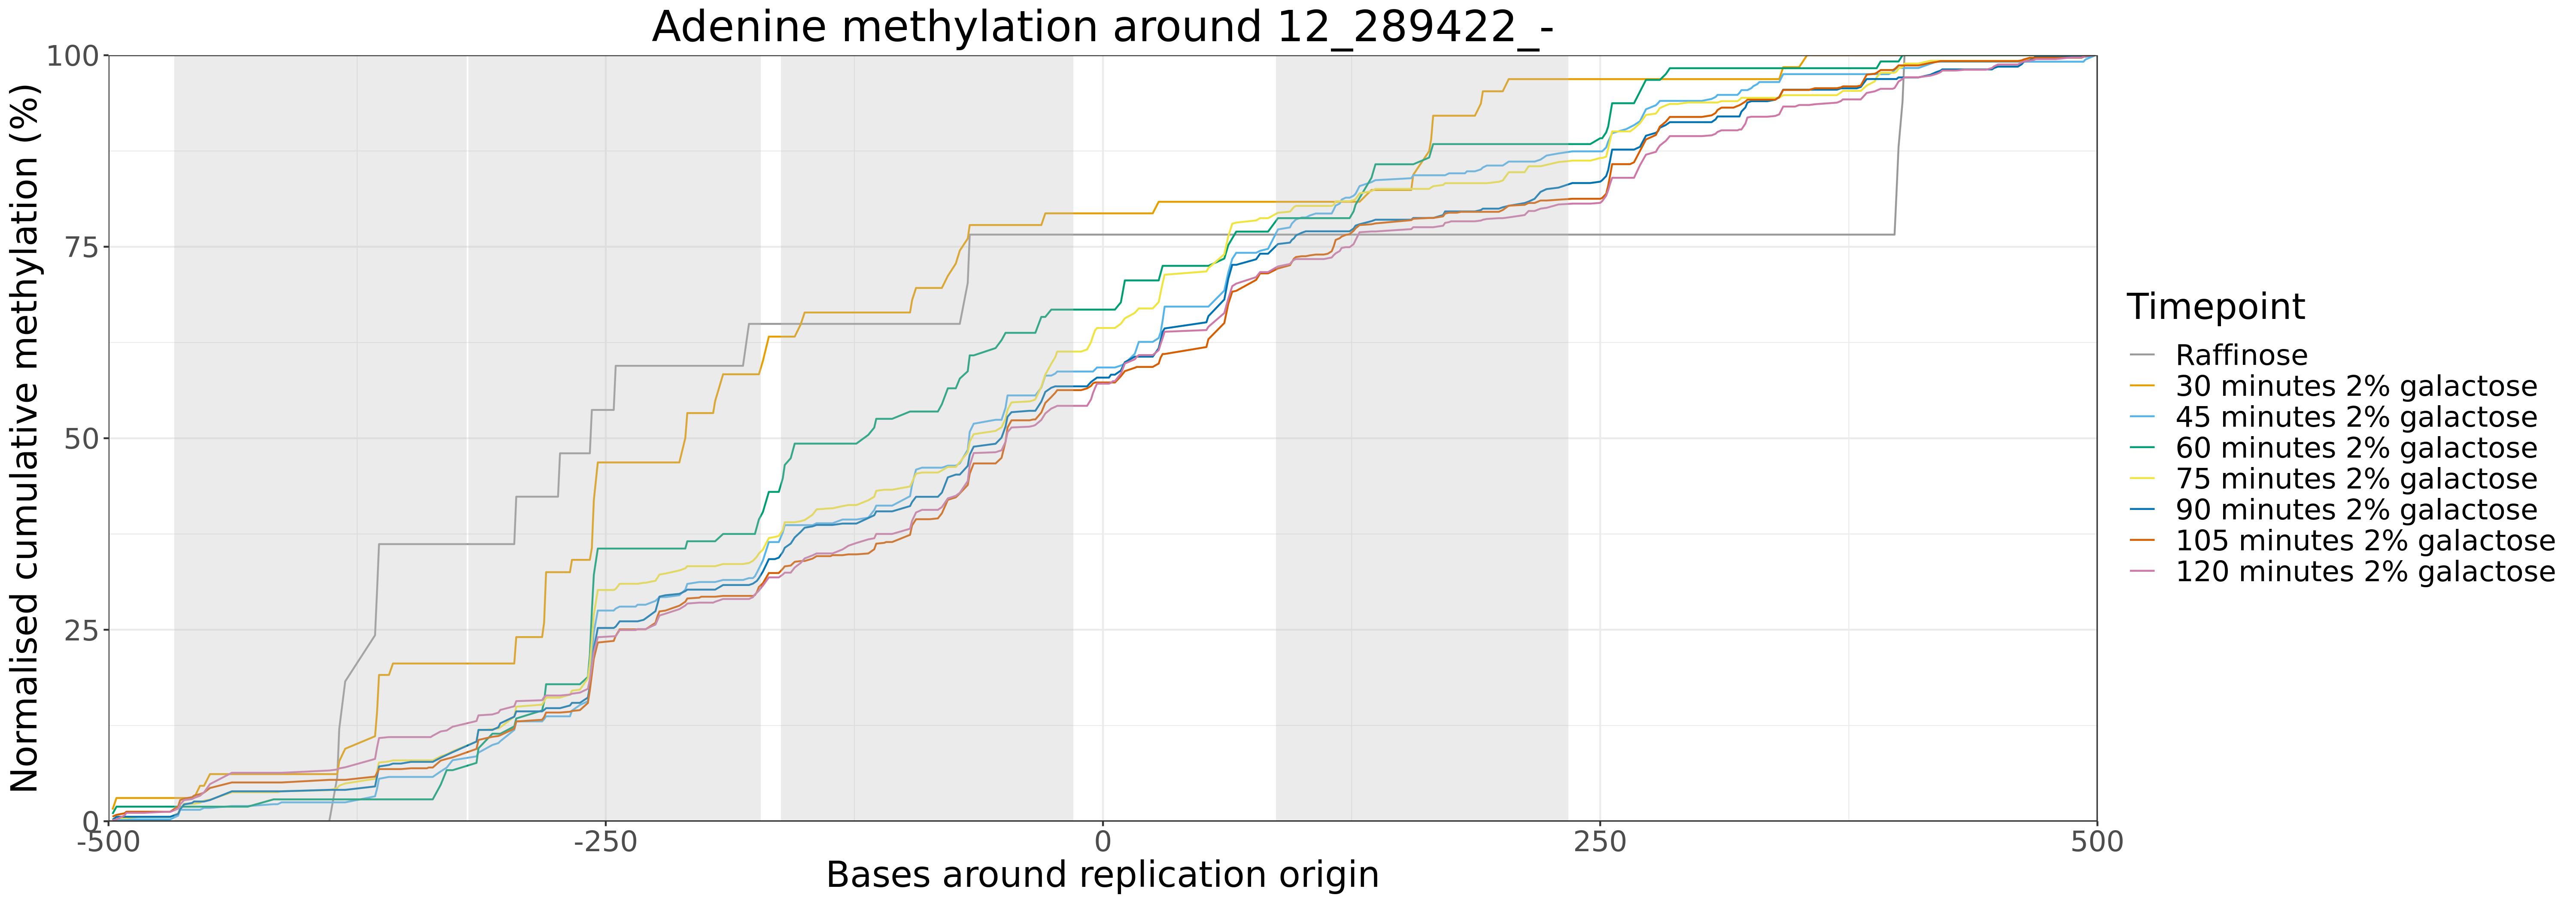 Adenine methylation around 12_289422_-
Normalised cumulative methylation (%)
100
75
50
25
0
-500
-250
0
250
500
Bases around replication origin
Timepoint
Raffinose
30 minutes 2% galactose
45 minutes 2% galactose
60 minutes 2% galactose
75 minutes 2% galactose
90 minutes 2% galactose
105 minutes 2% galactose
120 minutes 2% galactose